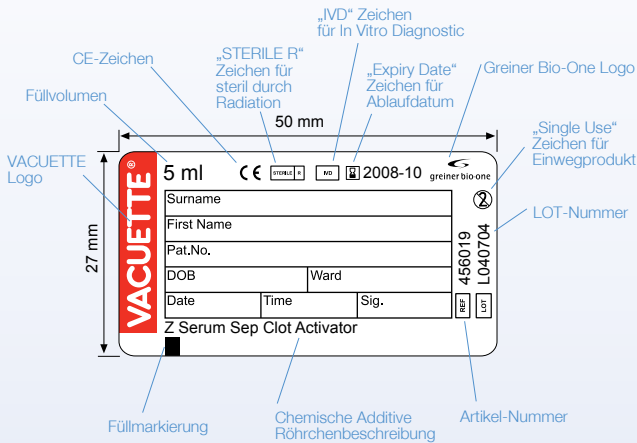 „IVD“ Zeichen
für In Vitro Diagnostic
„STERILE R“
Zeichen für
steril durch
Radiation
CE-Zeichen
„Expiry Date“
Zeichen für
Ablaufdatum
Greiner Bio-One Logo
Füllvolumen
50 mm
„Single Use“
Zeichen für
Einwegprodukt
VACUETTE
Logo
27 mm
VACUETTE®
5 ml CE STERILE R IVD 2008-10 greiner bio-one
2
Surname
First Name
Pat.No.
DOB Ward
Date Time Sig.
Z Serum Sep Clot Activator
REF 456019
LOT L040704
LOT-Nummer
Füllmarkierung
Chemische Additive
Röhrchenbeschreibung
Artikel-Nummer